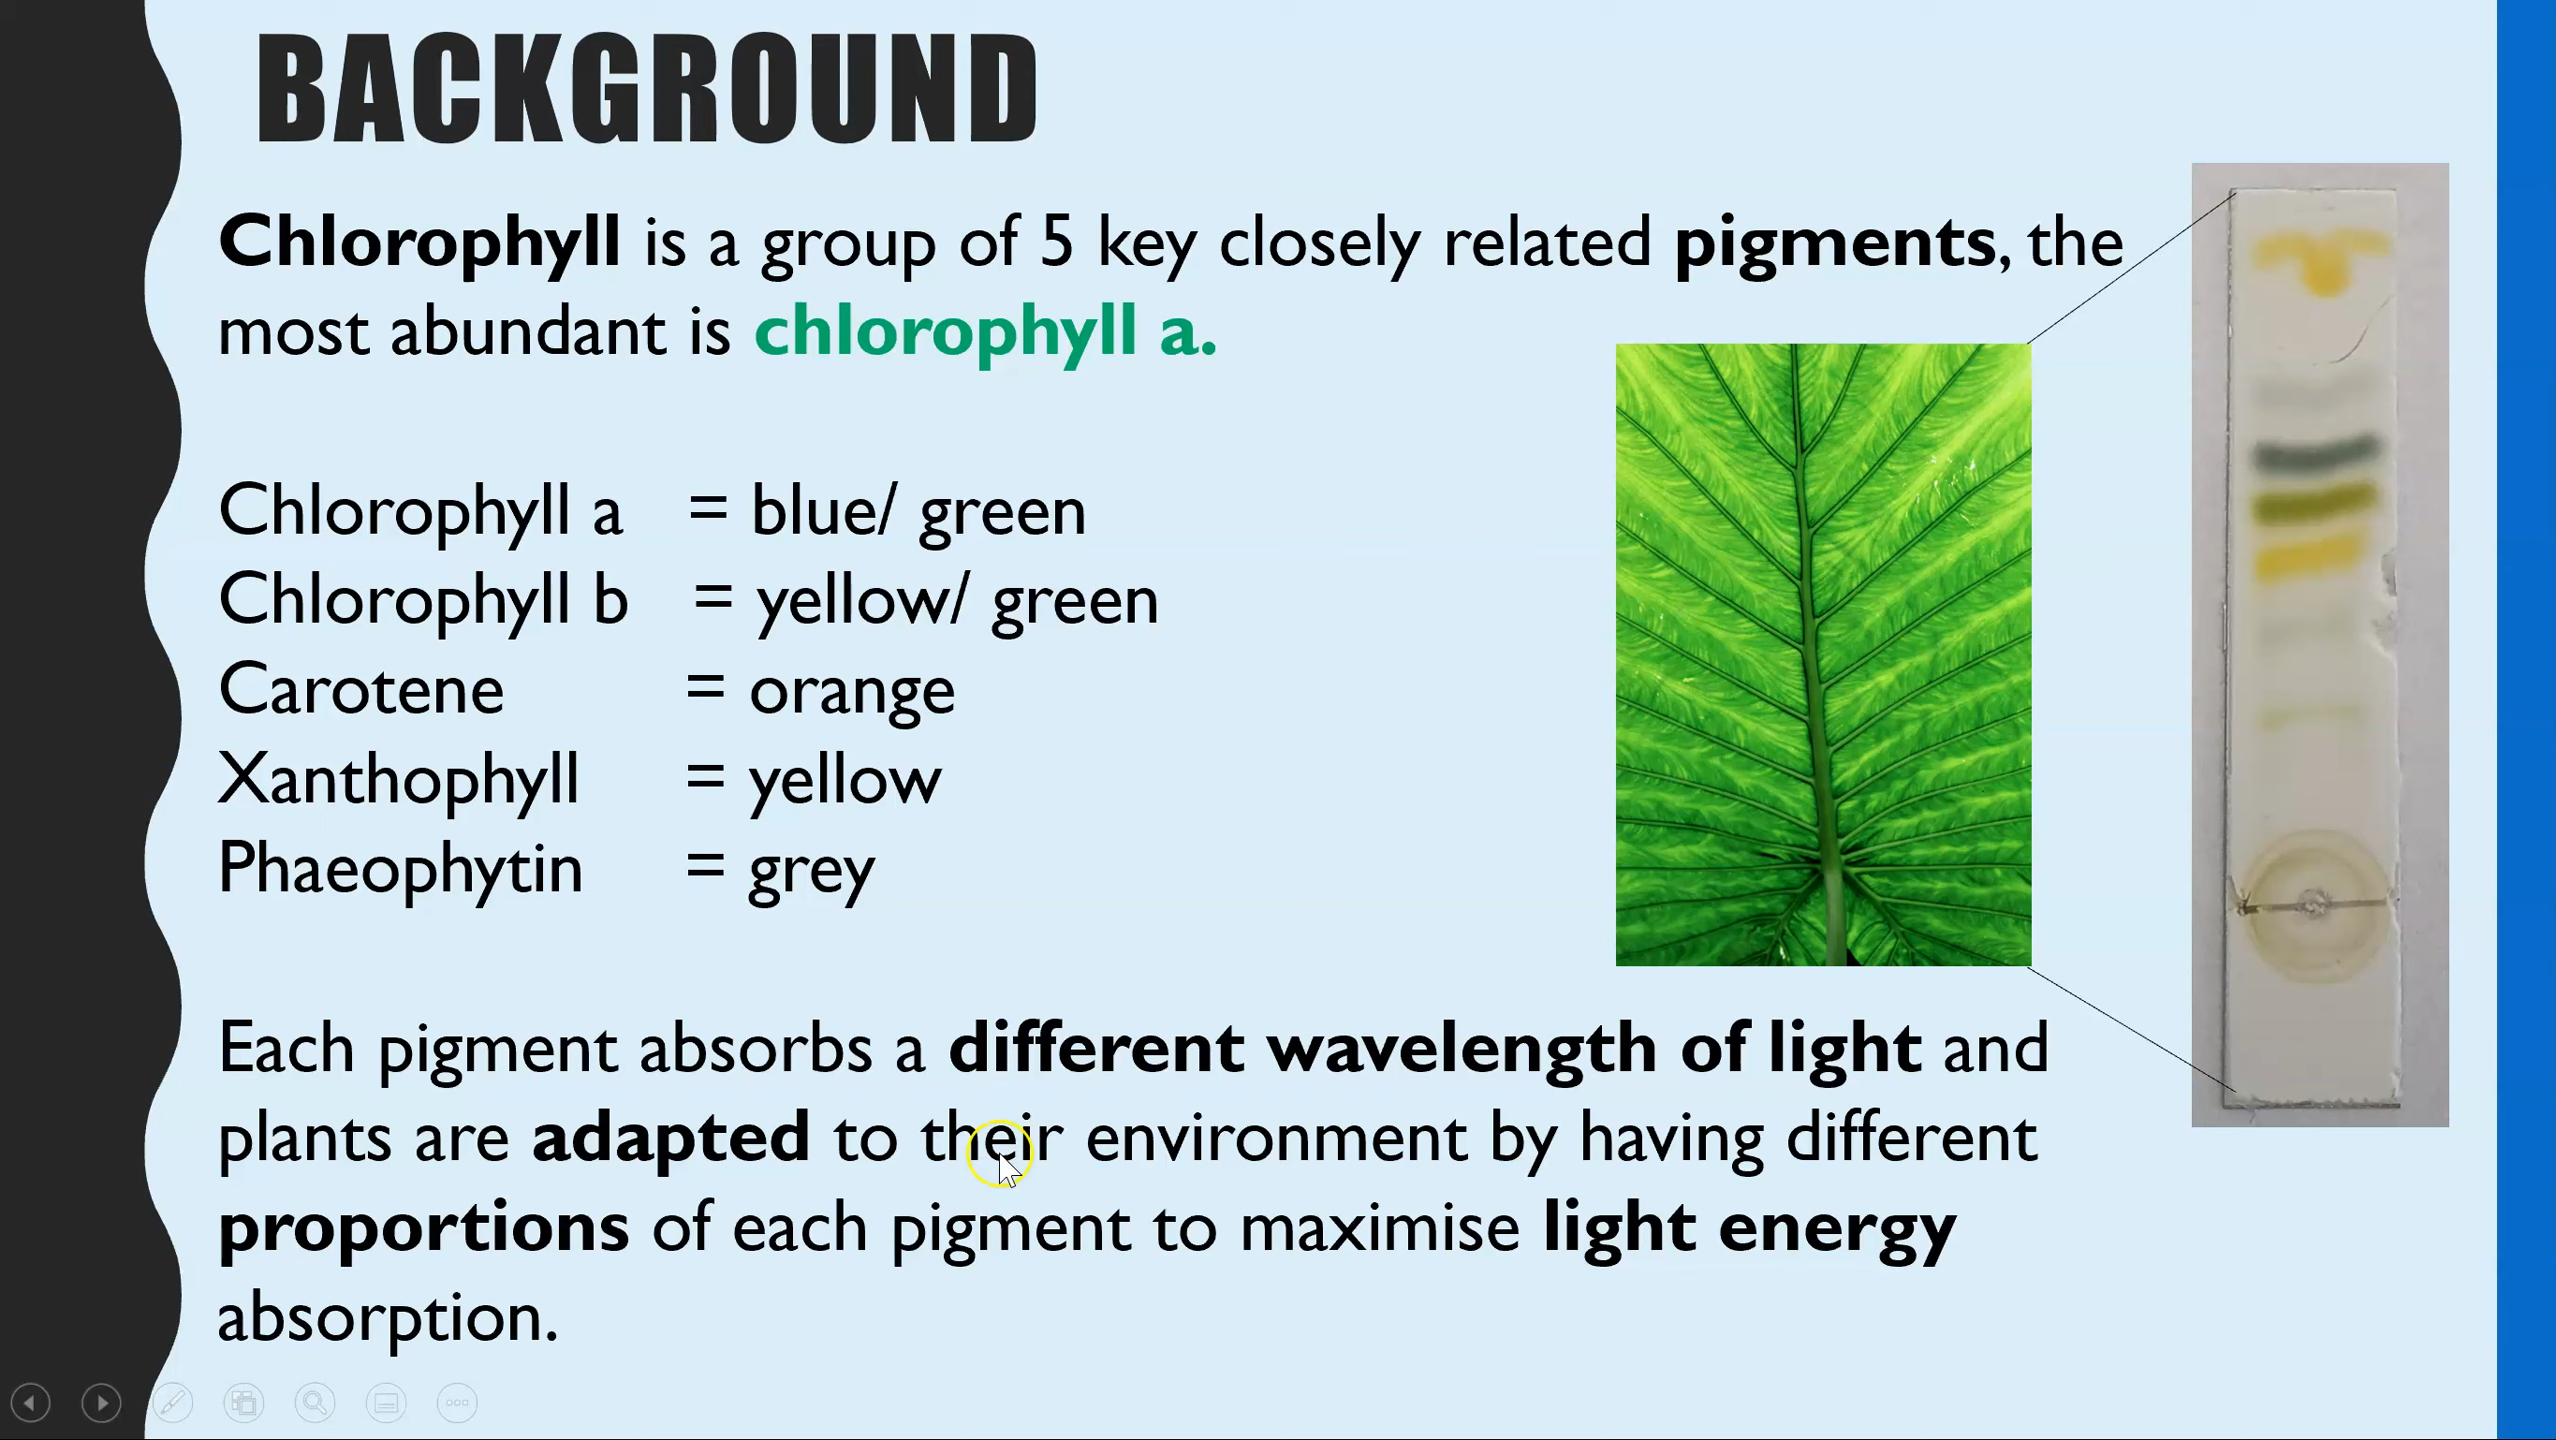 BACKGROUND
Chlorophyll is a group of 5 key closely related pigments, the
most abundant is chlorophyll a.
Chlorophyll a = blue/ green
Chlorophyll b = yellow/ green
Carotene = orange
Xanthophyll = yellow
Phaeophytin = grey
Each pigment absorbs a different wavelength of light and
plants are adapted to their environment by having different
proportions of each pigment to maximise light energy
absorption.